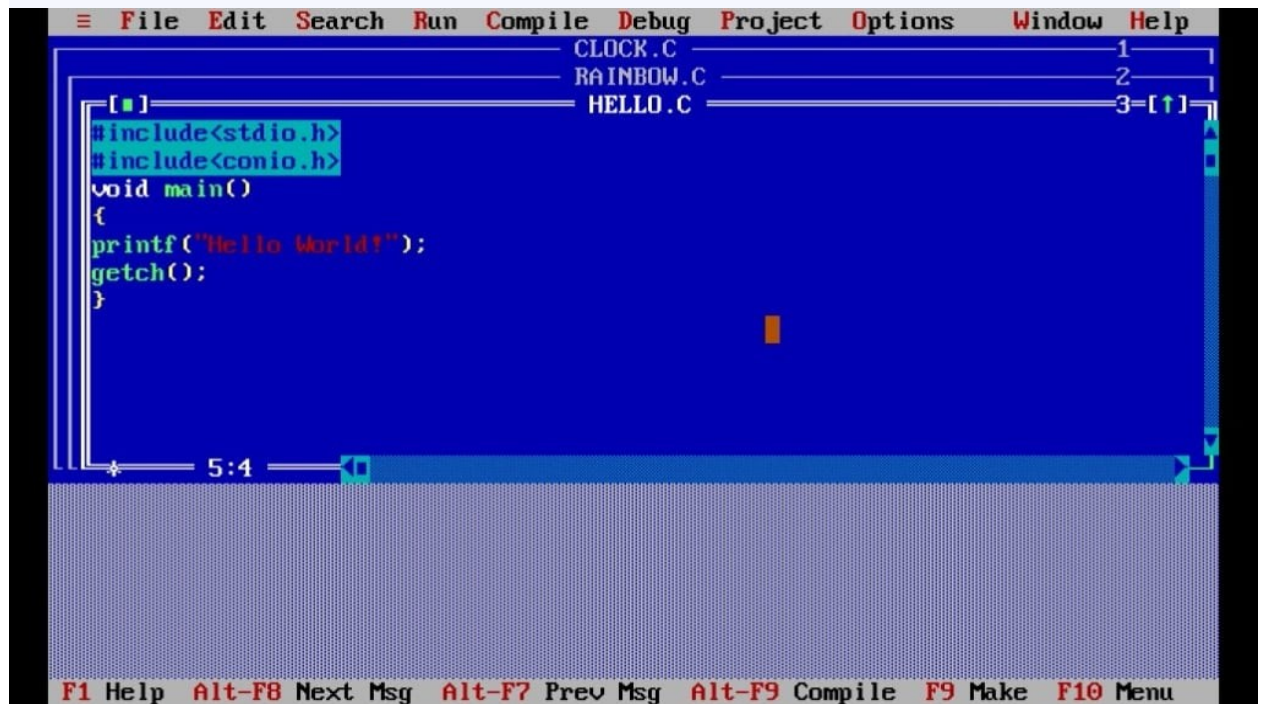 ≡ File Edit Search Run Compile Debug Project Options Window Help
CLOCK.C 1
RAINBOW.C 2
[■] HELLO.C 3=[↑]
#include<stdio.h>
#include<conio.h>
void main()
{
printf("Hello World!");
getch();
}
5:4
F1 Help Alt-F8 Next Msg Alt-F7 Prev Msg Alt-F9 Compile F9 Make F10 Menu